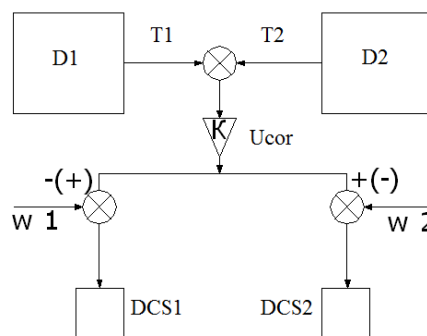 D1
T1
T2
D2
K
Ucor
-(+)
+(-)
w 1
w 2
DCS1
DCS2